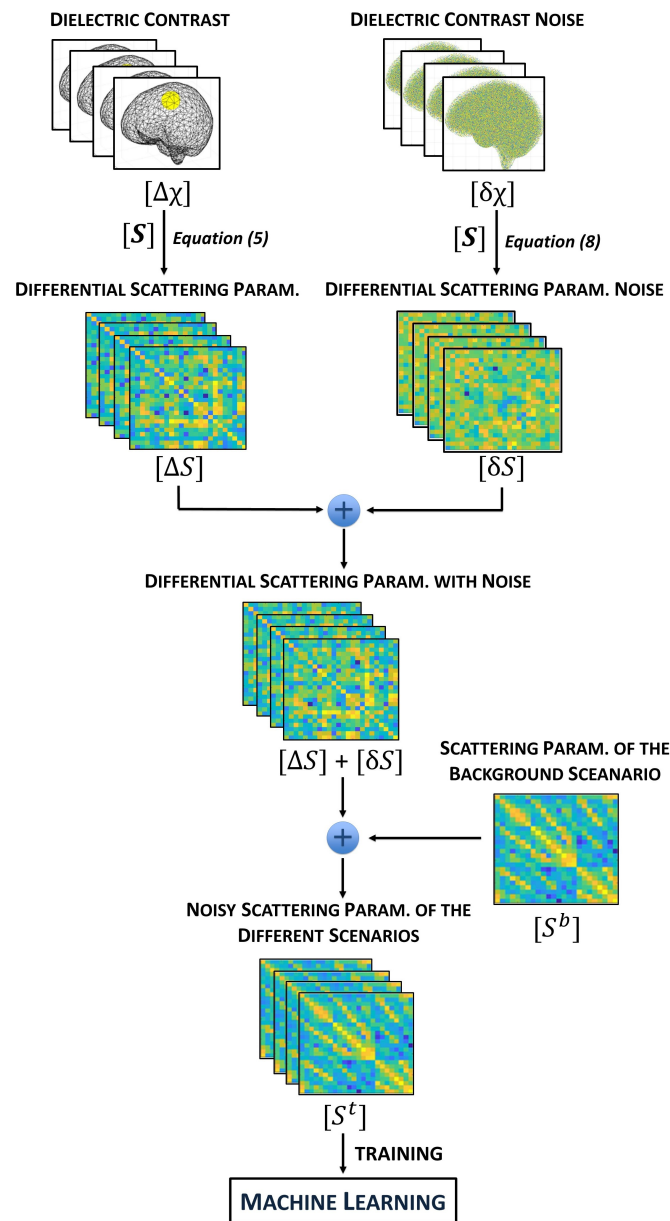 DIELECTRIC CONTRAST
DIELECTRIC CONTRAST NOISE
[Δχ]
[δχ]
[S] Equation (5)
[S] Equation (8)
DIFFERENTIAL SCATTERING PARAM.
DIFFERENTIAL SCATTERING PARAM. NOISE
[ΔS]
[δS]
+
DIFFERENTIAL SCATTERING PARAM. WITH NOISE
[ΔS] + [δS]
SCATTERING PARAM. OF THE
BACKGROUND SCEANARIO
+
[S^b]
NOISY SCATTERING PARAM. OF THE
DIFFERENT SCENARIOS
[S^t]
TRAINING
MACHINE LEARNING